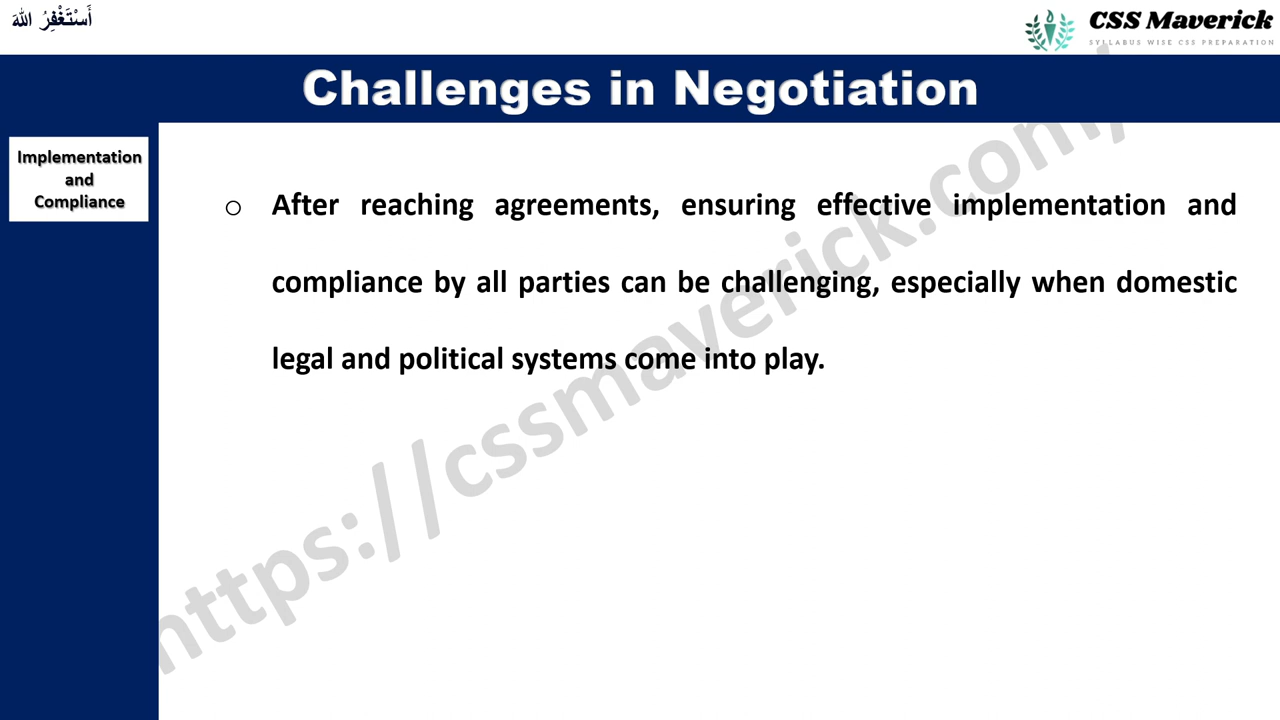 أَسْتَغْفِرُ اللهَ
CSS Maverick
SYLLABUS WISE CSS PREPARATION
Challenges in Negotiation
Implementation
and
Compliance
o After reaching agreements, ensuring effective implementation and
compliance by all parties can be challenging, especially when domestic
legal and political systems come into play.
https://cssmaverick.com/